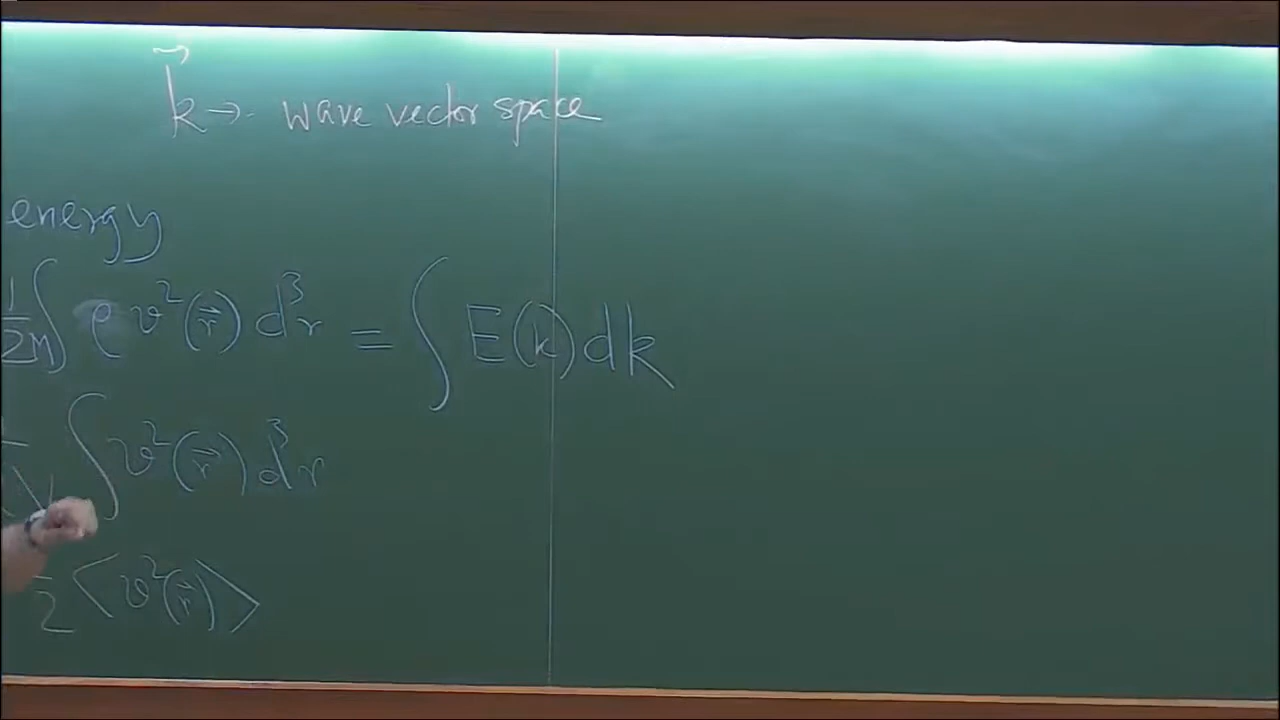 k⃗ → wave vector space
energy
1/2M ∫ ρ v²(r⃗) d³r = ∫ E(k) dk
∫ v²(r⃗) d³r
2 ⟨v²(r⃗)⟩